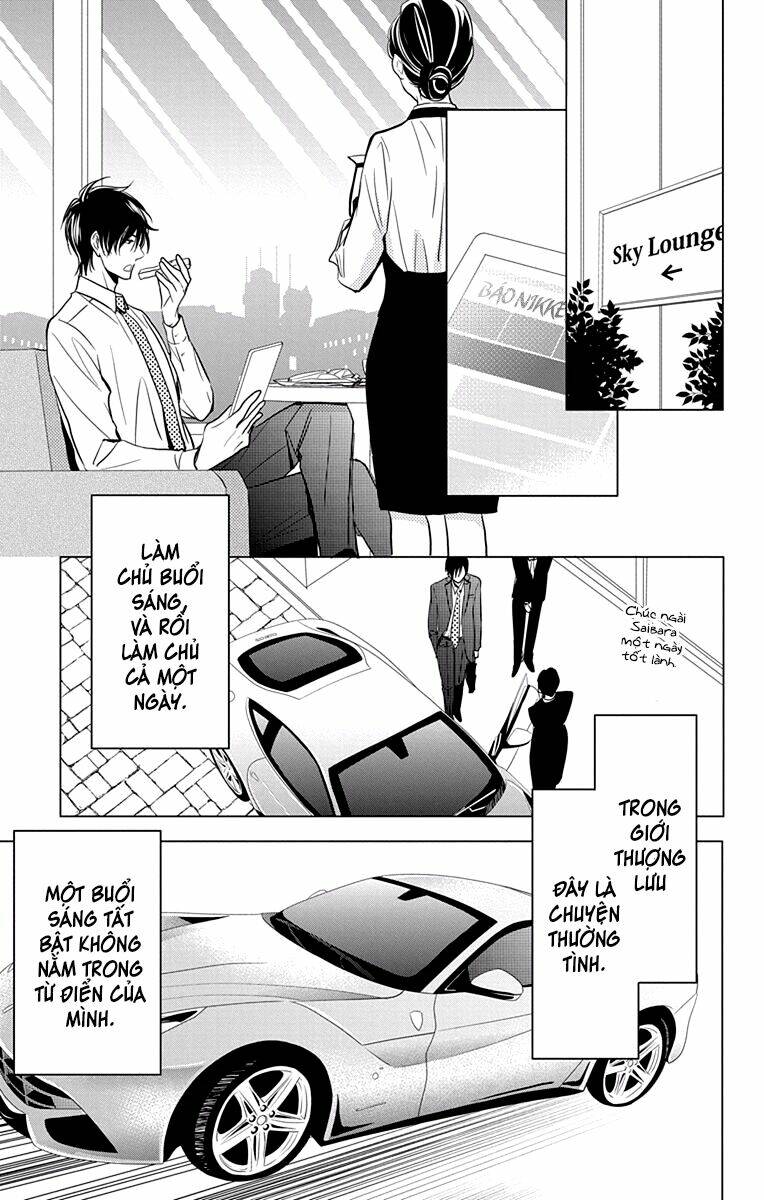 Sky Lounge
←
BÁO NIKKE
LÀM
CHỦ BUỔI
SÁNG,
VÀ RỒI
LÀM CHỦ
CẢ MỘT
NGÀY.
Chúc ngài
Saibara
một ngày
tốt lành.
TRONG
GIỚI
THƯỢNG
LƯU
ĐÂY LÀ
CHUYỆN
THƯỜNG
TÌNH.
MỘT BUỔI
SÁNG TẤT
BẬT KHÔNG
NẰM TRONG
TỪ ĐIỂN CỦA
MÌNH.